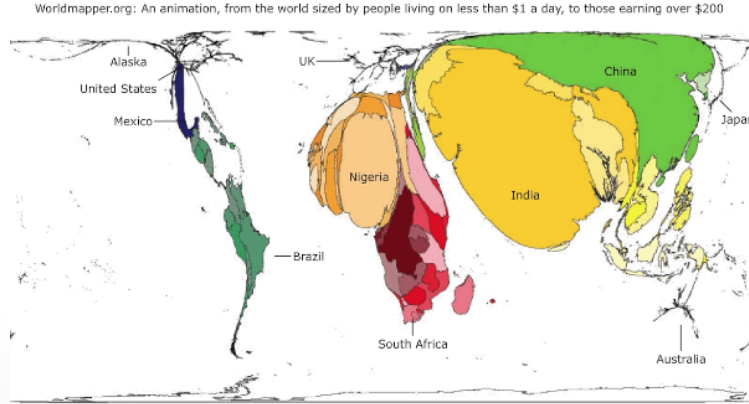 Worldmapper.org: An animation, from the world sized by people living on less than $1 a day, to those earning over $200
Alaska
UK
China
United States
Mexico
Japa
Nigeria
India
Brazil
South Africa
Australia